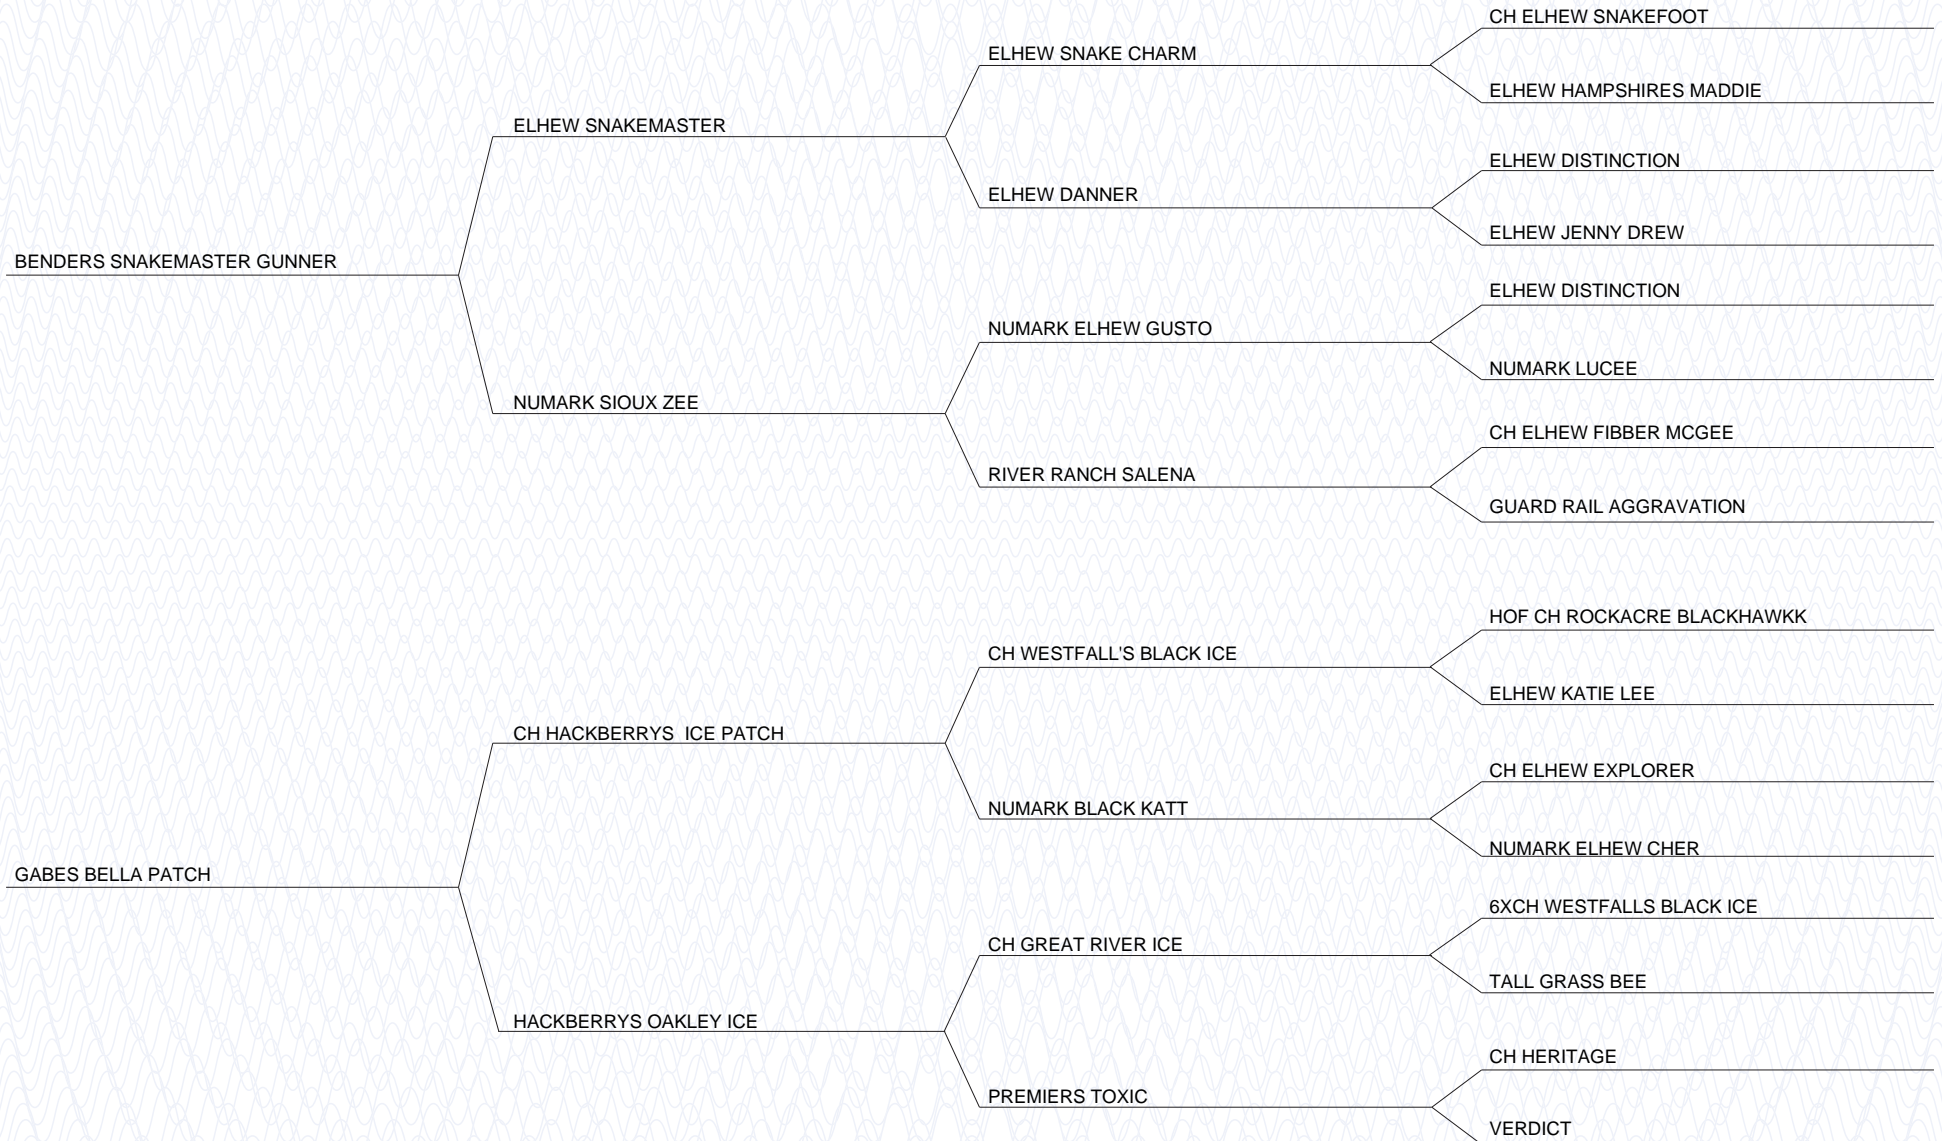 CH ELHEW SNAKEFOOT
ELHEW SNAKE CHARM
ELHEW HAMPSHIRES MADDIE
ELHEW SNAKEMASTER
ELHEW DISTINCTION
ELHEW DANNER
ELHEW JENNY DREW
BENDERS SNAKEMASTER GUNNER
ELHEW DISTINCTION
NUMARK ELHEW GUSTO
NUMARK LUCEE
NUMARK SIOUX ZEE
CH ELHEW FIBBER MCGEE
RIVER RANCH SALENA
GUARD RAIL AGGRAVATION
HOF CH ROCKACRE BLACKHAWKK
CH WESTFALL'S BLACK ICE
ELHEW KATIE LEE
CH HACKBERRYS  ICE PATCH
CH ELHEW EXPLORER
NUMARK BLACK KATT
NUMARK ELHEW CHER
GABES BELLA PATCH
6XCH WESTFALLS BLACK ICE
CH GREAT RIVER ICE
TALL GRASS BEE
HACKBERRYS OAKLEY ICE
CH HERITAGE
PREMIERS TOXIC
VERDICT